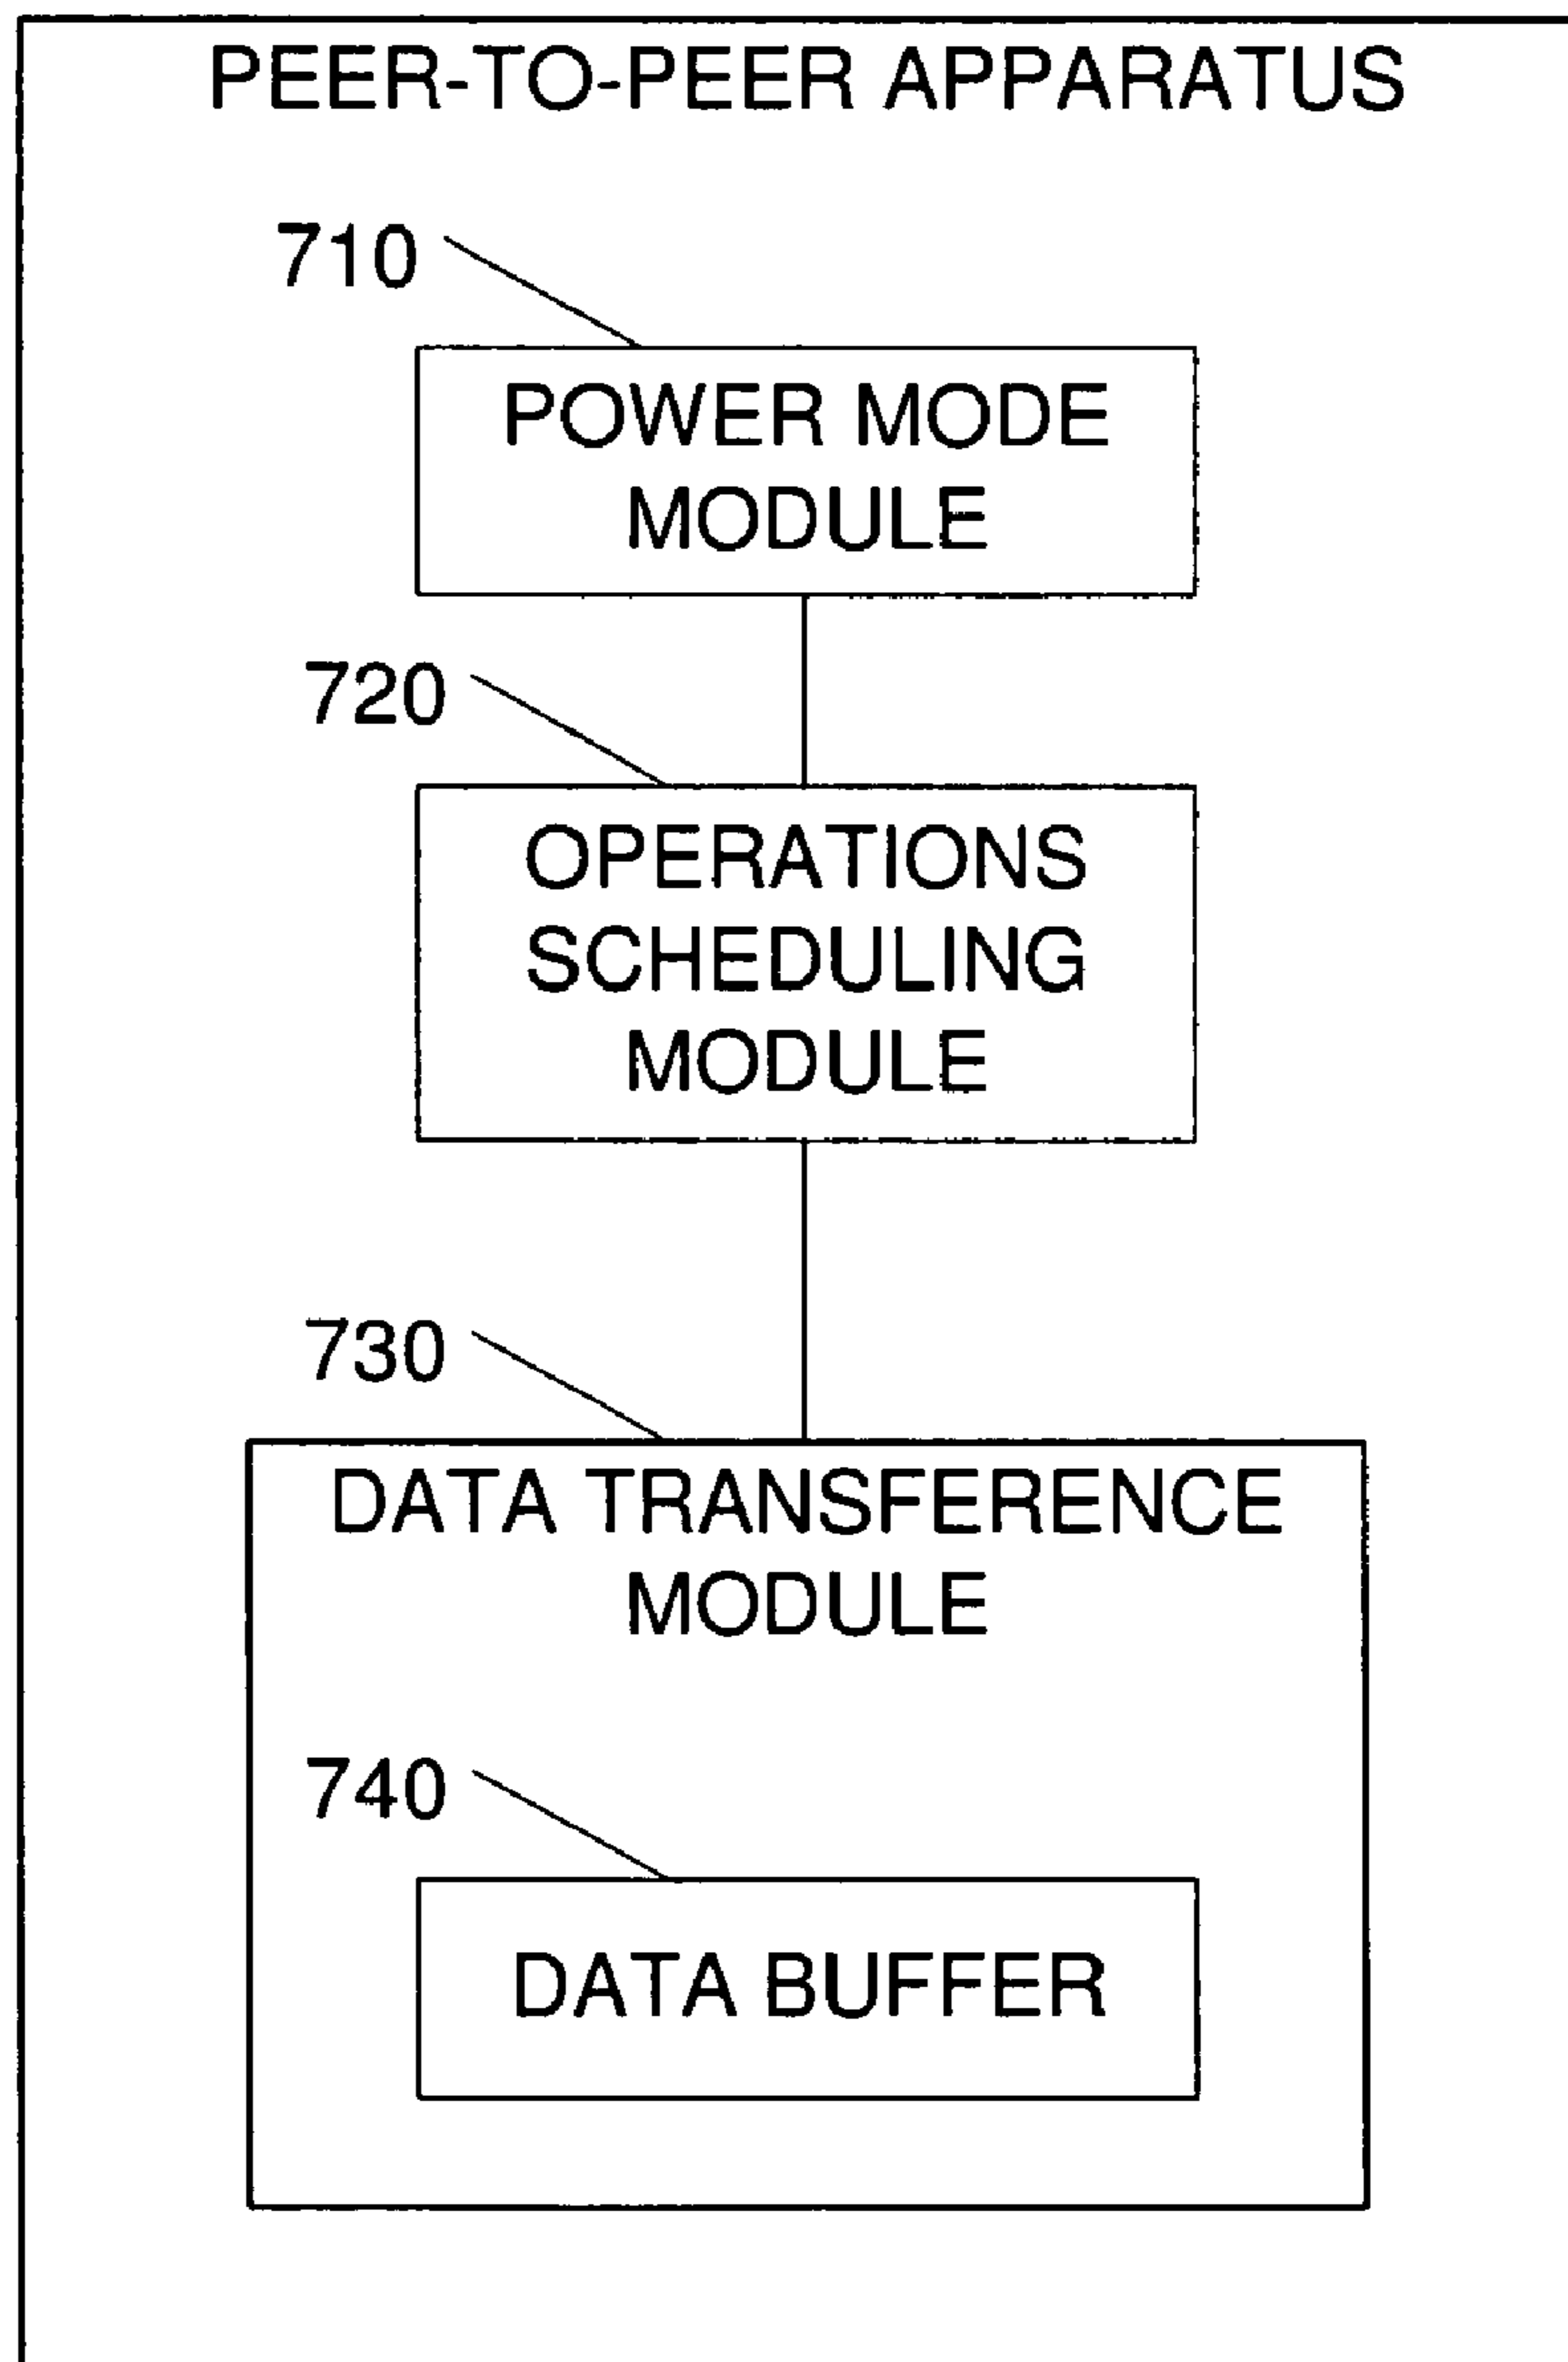 PEER-TO-PEER APPARATUS
710
POWER MODE
MODULE
720
OPERATIONS
SCHEDULING
MODULE
730
DATA TRANSFERENCE
MODULE
740
DATA BUFFER